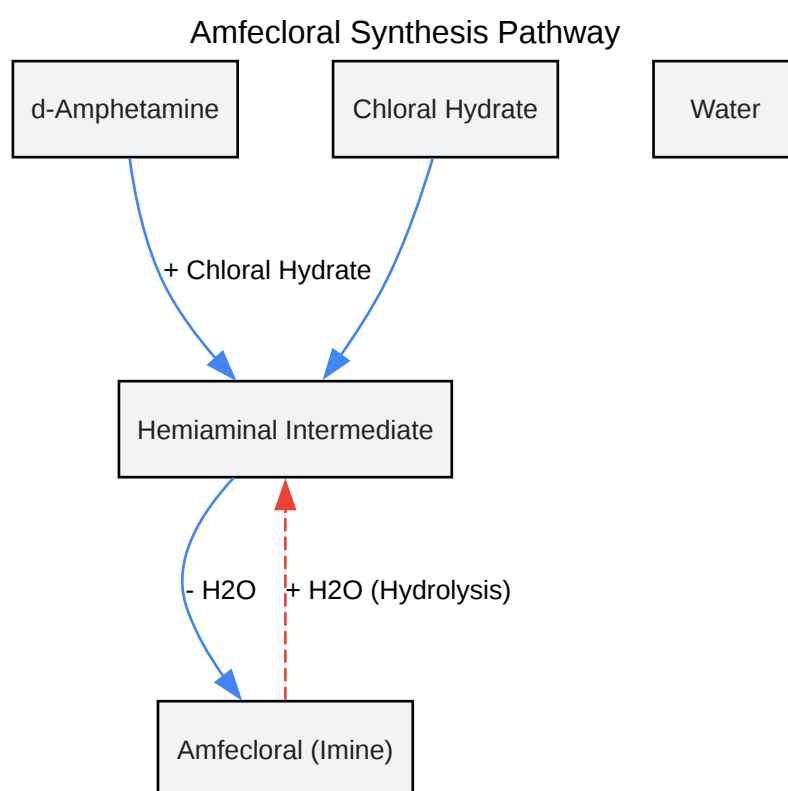 Amfecloral Synthesis Pathway
d-Amphetamine
Chloral Hydrate
Water
+ Chloral Hydrate
Hemiaminal Intermediate
- H2O
+ H2O (Hydrolysis)
Amfecloral (Imine)